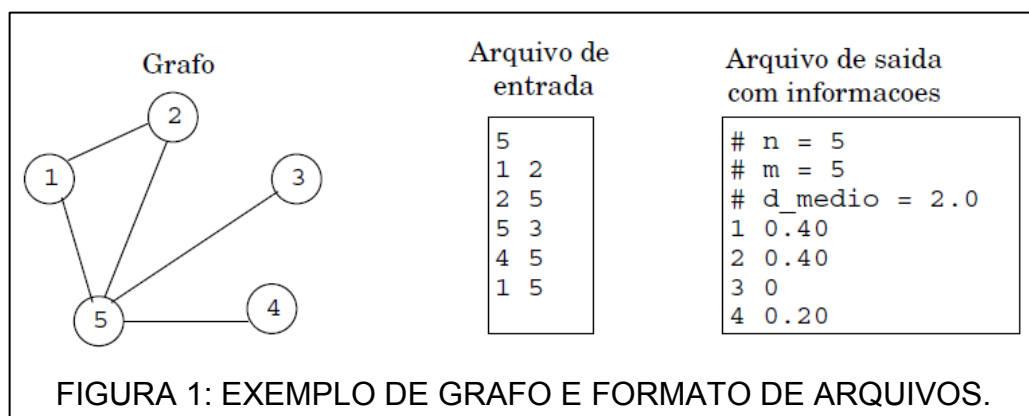 Grafo
1
2
3
4
5
Arquivo de
entrada
5
1 2
2 5
5 3
4 5
1 5
Arquivo de saida
com informacoes
# n = 5
# m = 5
# d_medio = 2.0
1 0.40
2 0.40
3 0
4 0.20
FIGURA 1: EXEMPLO DE GRAFO E FORMATO DE ARQUIVOS.